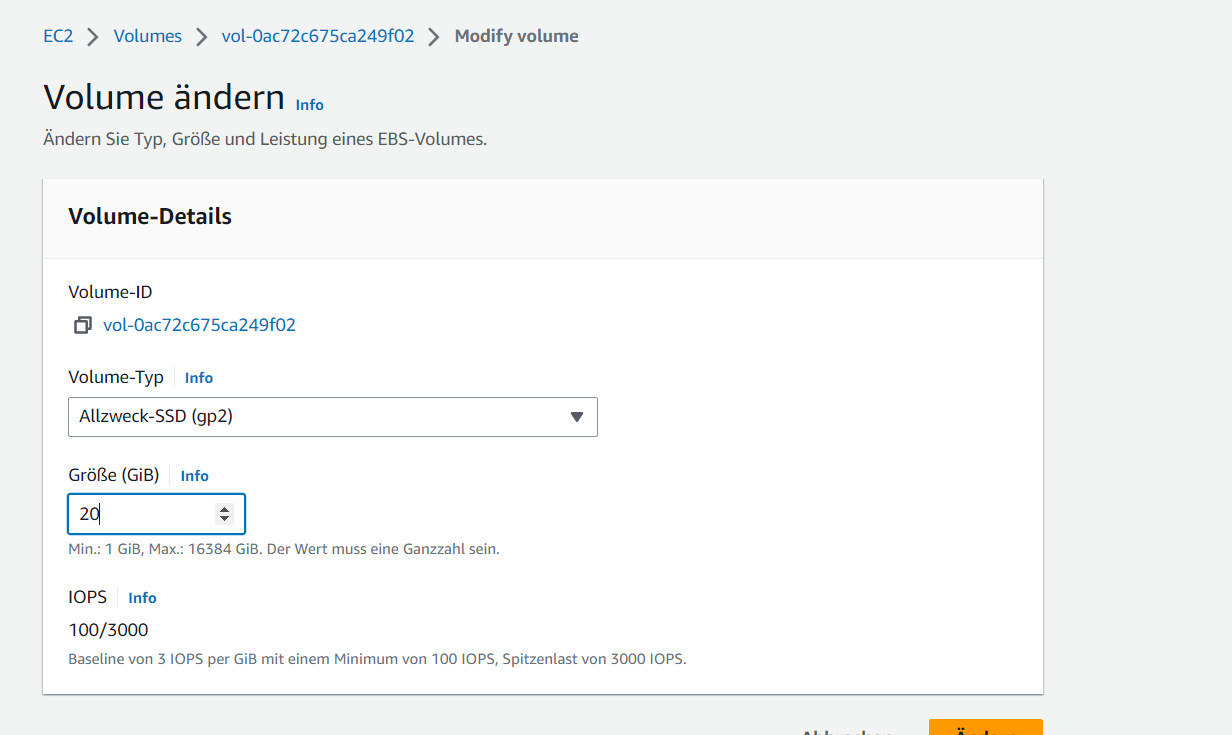 EC2 > Volumes > vol-0ac72c675ca249f02 > Modify volume
Volume ändern Info
Ändern Sie Typ, Größe und Leistung eines EBS-Volumes.
Volume-Details
Volume-ID
vol-0ac72c675ca249f02
Volume-Typ Info
Allzweck-SSD (gp2)
Größe (GiB) Info
20
Min.: 1 GiB, Max.: 16384 GiB. Der Wert muss eine Ganzzahl sein.
IOPS Info
100/3000
Baseline von 3 IOPS per GiB mit einem Minimum von 100 IOPS, Spitzenlast von 3000 IOPS.